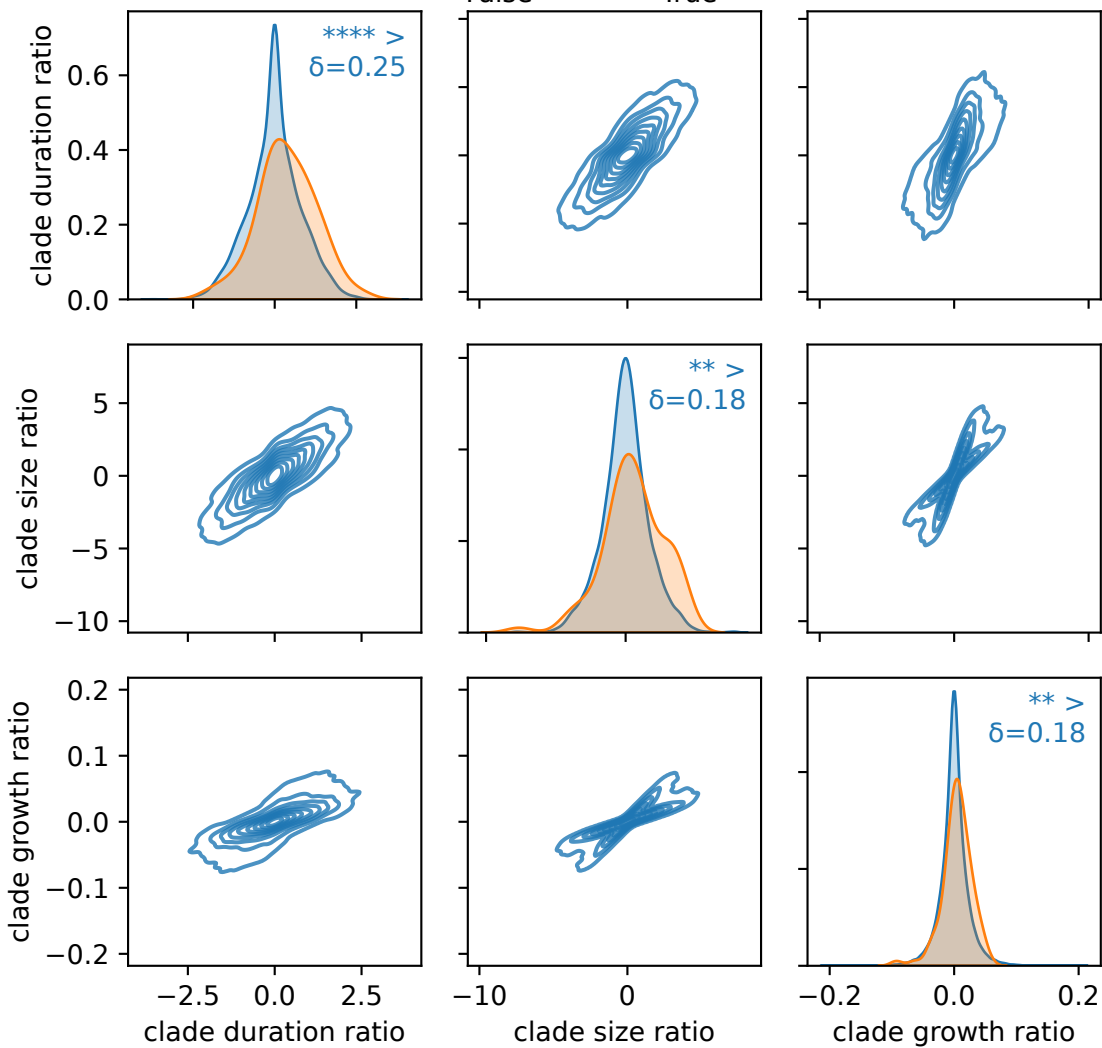 clade duration ratio
0.6
0.4
0.2
0.0
**** >
δ=0.25
clade size ratio
5
0
−5
−10
** >
δ=0.18
clade growth ratio
0.2
0.1
0.0
−0.1
−0.2
** >
δ=0.18
−2.5 0.0 2.5
−10 0
−0.2 0.0 0.2
clade duration ratio
clade size ratio
clade growth ratio